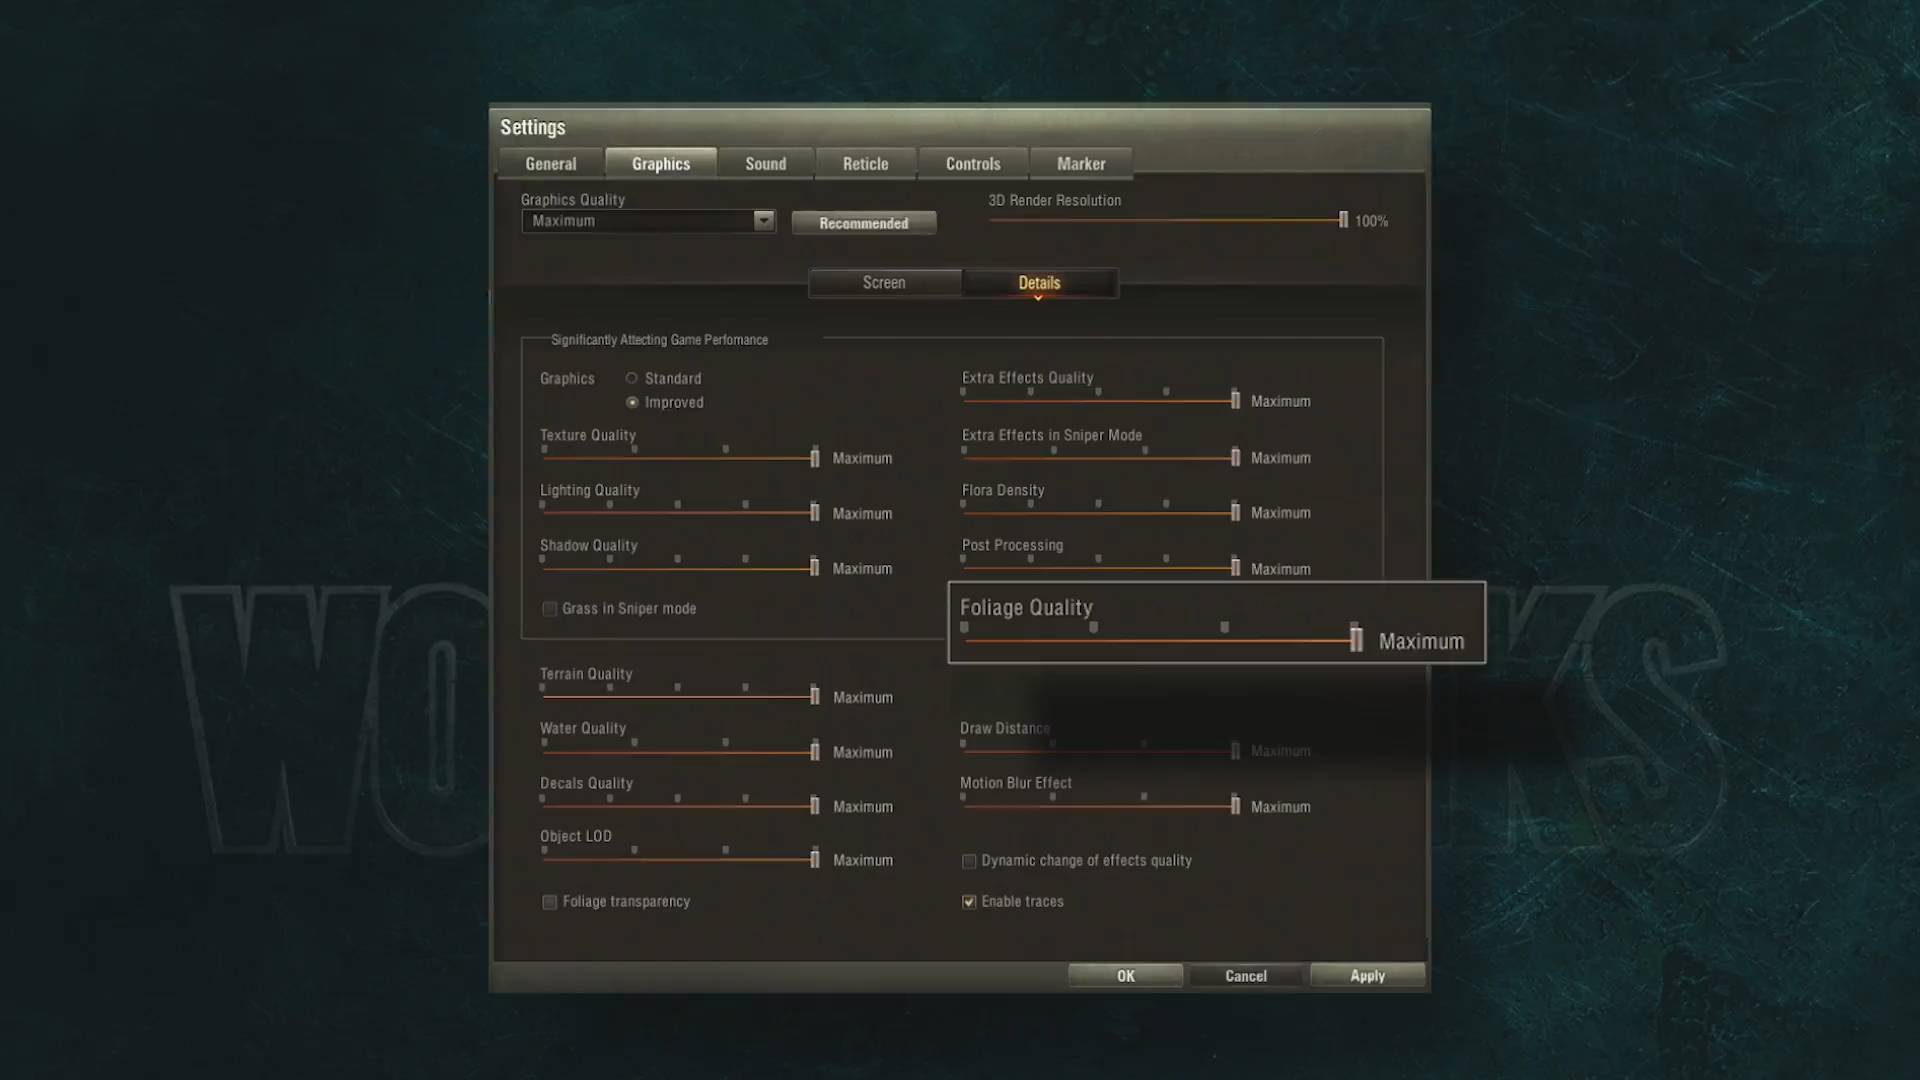 Settings
General Graphics Sound Reticle Controls Marker
Graphics Quality
Maximum
Recommended
3D Render Resolution
100%
Screen Details
Significantly Attecting Game Perfomance
Graphics Standard
Improved
Texture Quality
Maximum
Lighting Quality
Maximum
Shadow Quality
Maximum
Grass in Sniper mode
Extra Effects Quality
Maximum
Extra Effects in Sniper Mode
Maximum
Flora Density
Maximum
Post Processing
Maximum
Foliage Quality
Maximum
Terrain Quality
Maximum
Water Quality
Maximum
Decals Quality
Maximum
Object LOD
Maximum
Foliage transparency
Draw Distance
Maximum
Motion Blur Effect
Maximum
Dynamic change of effects quality
Enable traces
OK Cancel Apply